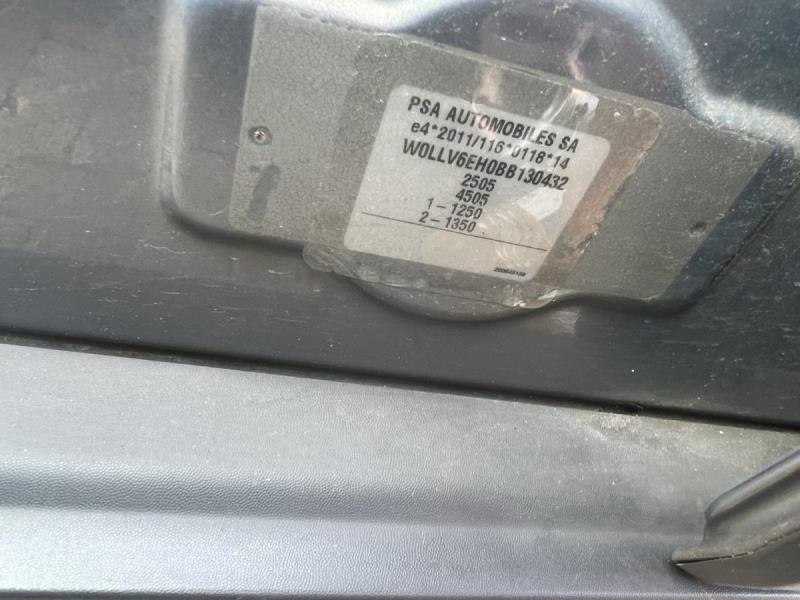 PSA AUTOMOBILES SA
e4*2011/116*0118*14
W0LLV6EH0BB130432
2505
4505
1 - 1250
2 - 1350